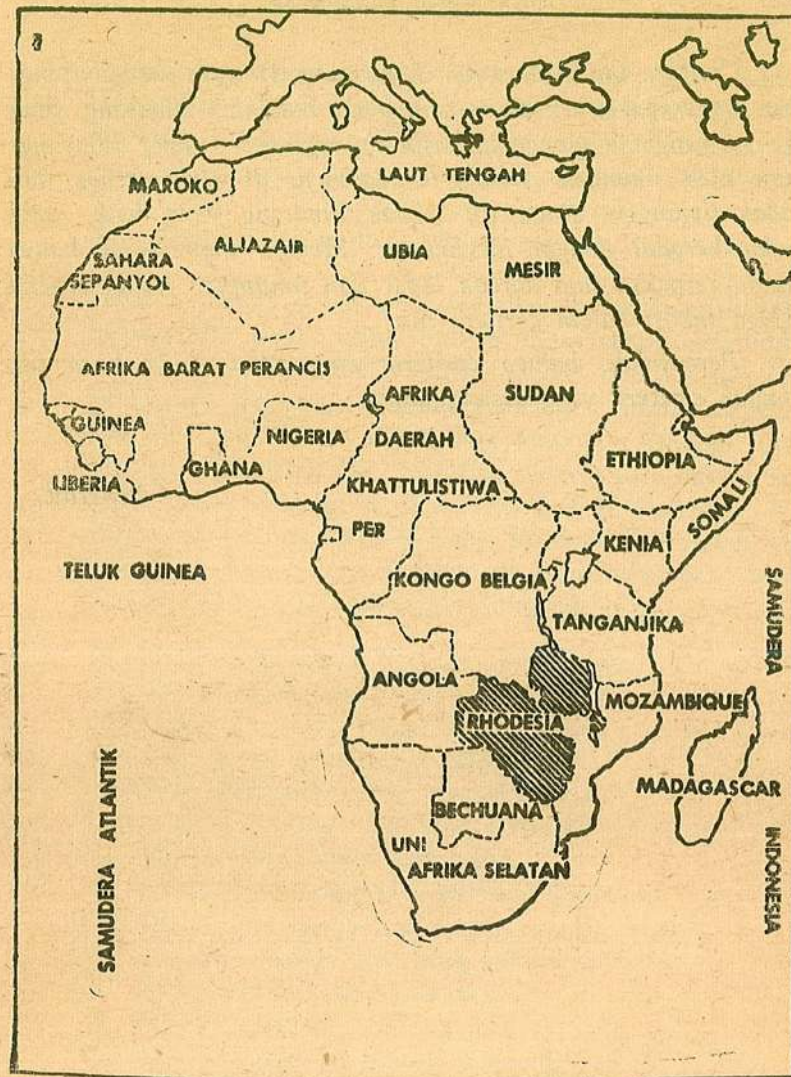 LAUT TENGAH
MAROKO
ALJAZAIR
UBIA
MESIR
SAHARA
SEPANYOL
AFRIKA BARAT PERANCIS
AFRIKA
DAERAH
KHATTULISTIWA
SUDAN
GUINEA
NIGERIA
GHANA
LIBERIA
ETHIOPIA
SOMALI
PER
KENIA
TELUK GUINEA
KONGO BELGIA
TANGANJIKA
SAMUDERA
INDONESIA
ANGOLA
RHODESIA
MOZAMBIQUE
MADAGASCAR
BECHUANA
UNI
AFRIKA SELATAN
SAMUDERA ATLANTIK